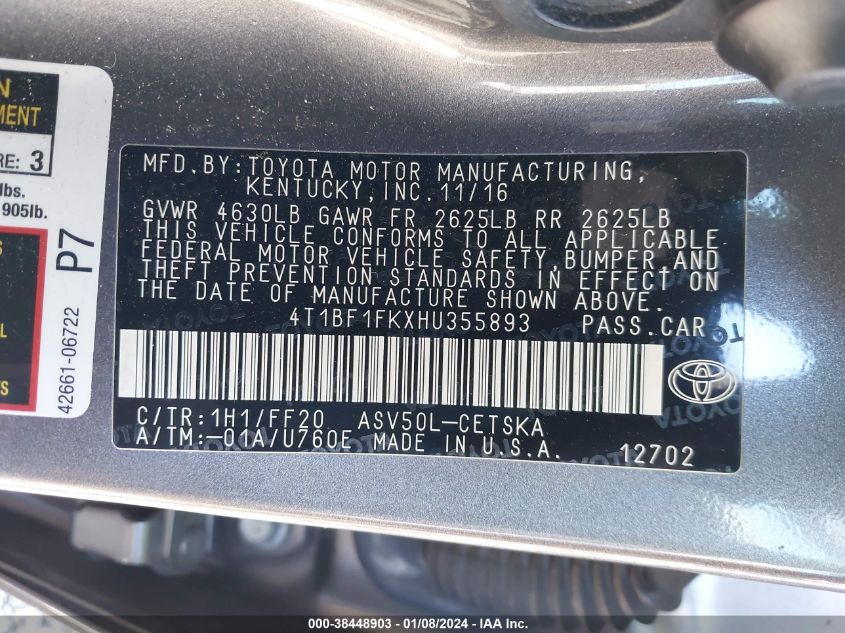 N
MENT
RE: 3
lbs.
905lb.
S
L
TS
P7
42661-06722
MFD.BY:TOYOTA MOTOR MANUFACTURING,
KENTUCKY,INC.11/16
GVWR 4630LB GAWR FR 2625LB RR 2625LB
THIS VEHICLE CONFORMS TO ALL APPLICABLE
FEDERAL MOTOR VEHICLE SAFETY,BUMPER AND
THEFT PREVENTION STANDARDS IN EFFECT ON
THE DATE OF MANUFACTURE SHOWN ABOVE.
4T1BF1FKXHU355893 PASS.CAR
C/TR:1H1/FF20 ASV50L-CETSKA
A/TM:-01A/U760E MADE IN U.S.A. 12702
000-38448903 - 01/08/2024 - IAA Inc.